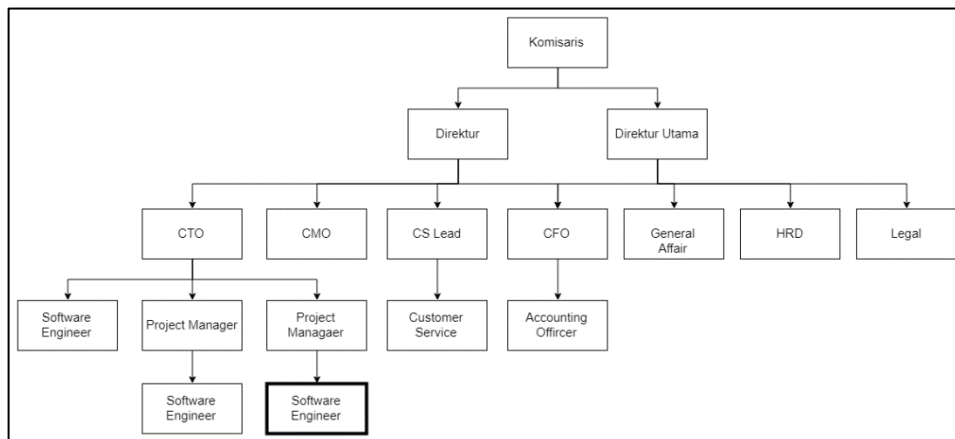 Komisaris
Direktur
Direktur Utama
CTO
CMO
CS Lead
CFO
General
Affair
HRD
Legal
Software
Engineer
Project Manager
Project
Managaer
Customer
Service
Accounting
Offircer
Software
Engineer
Software
Engineer